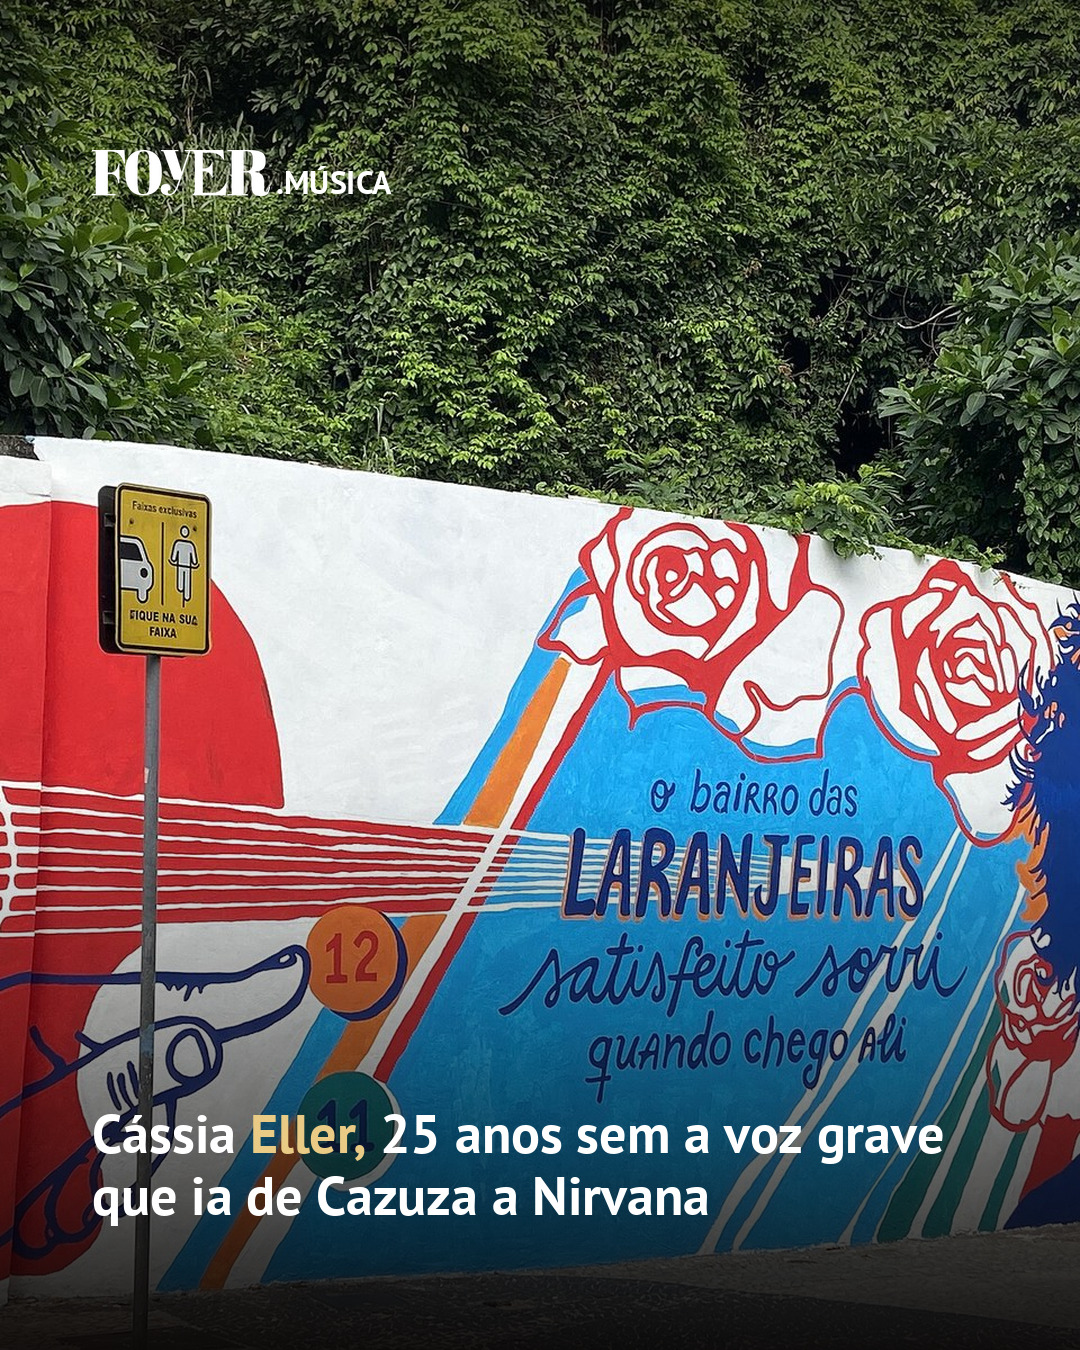 FOYER.MÚSICA
Faixas exclusivas
FIQUE NA SUA
FAIXA
o bairro das
LARANJEIRAS
satisfeito sorri
quando chego ali
12
11
Cássia Eller, 25 anos sem a voz grave
que ia de Cazuza a Nirvana